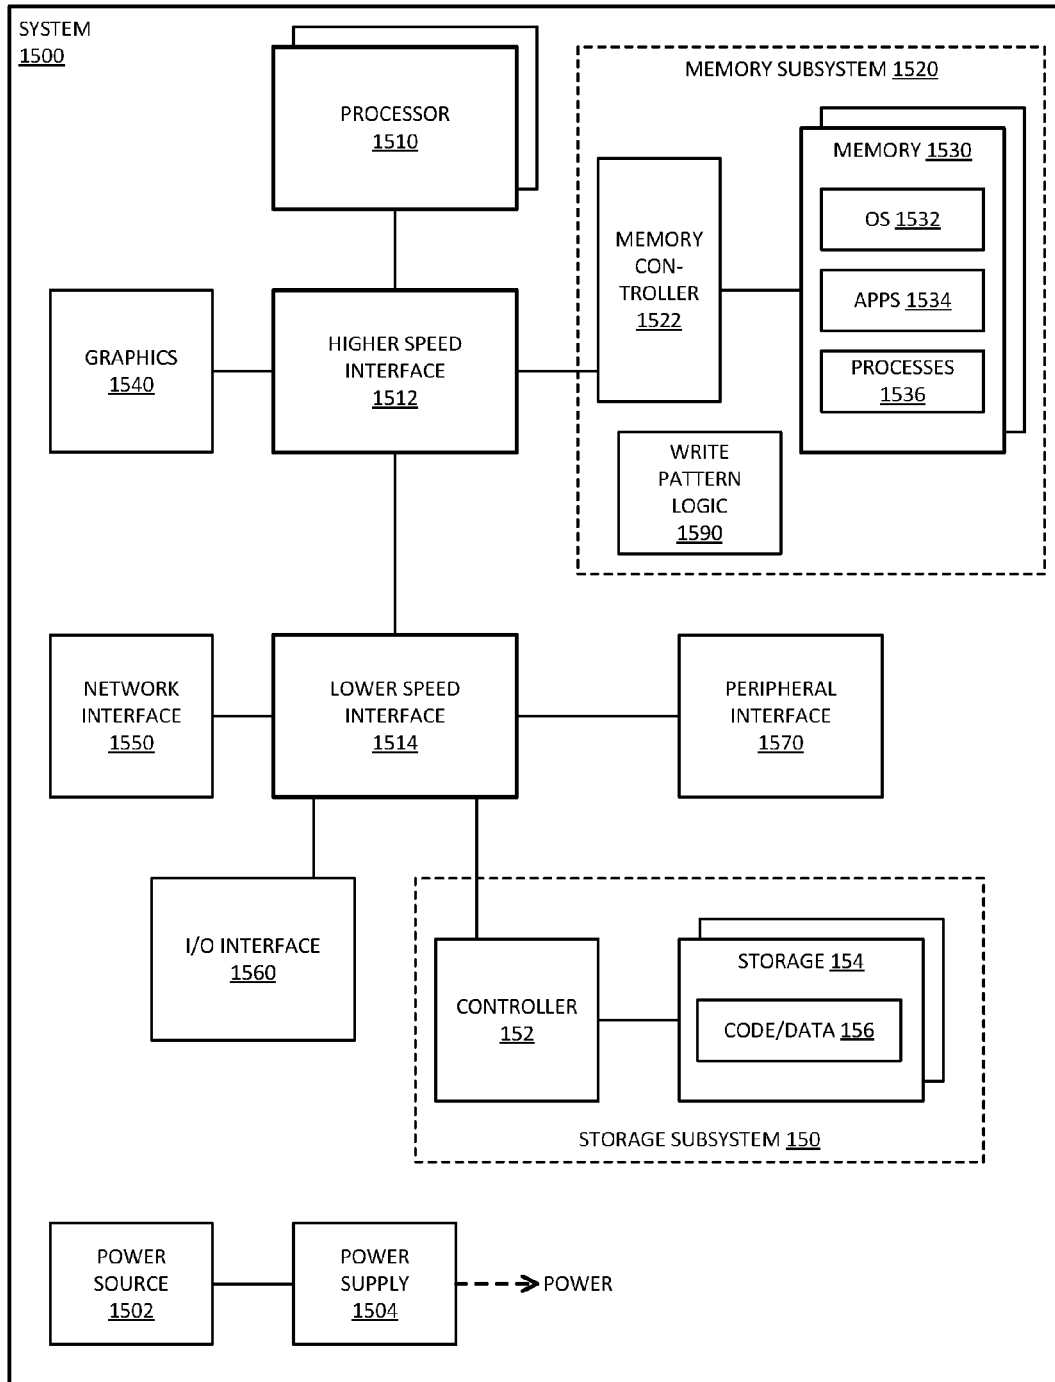 SYSTEM
1500
PROCESSOR
1510
MEMORY SUBSYSTEM 1520
MEMORY 1530
OS 1532
APPS 1534
PROCESSES
1536
MEMORY
CON-
TROLLER
1522
WRITE
PATTERN
LOGIC
1590
GRAPHICS
1540
HIGHER SPEED
INTERFACE
1512
NETWORK
INTERFACE
1550
LOWER SPEED
INTERFACE
1514
PERIPHERAL
INTERFACE
1570
I/O INTERFACE
1560
CONTROLLER
152
STORAGE 154
CODE/DATA 156
STORAGE SUBSYSTEM 150
POWER
SOURCE
1502
POWER
SUPPLY
1504
POWER